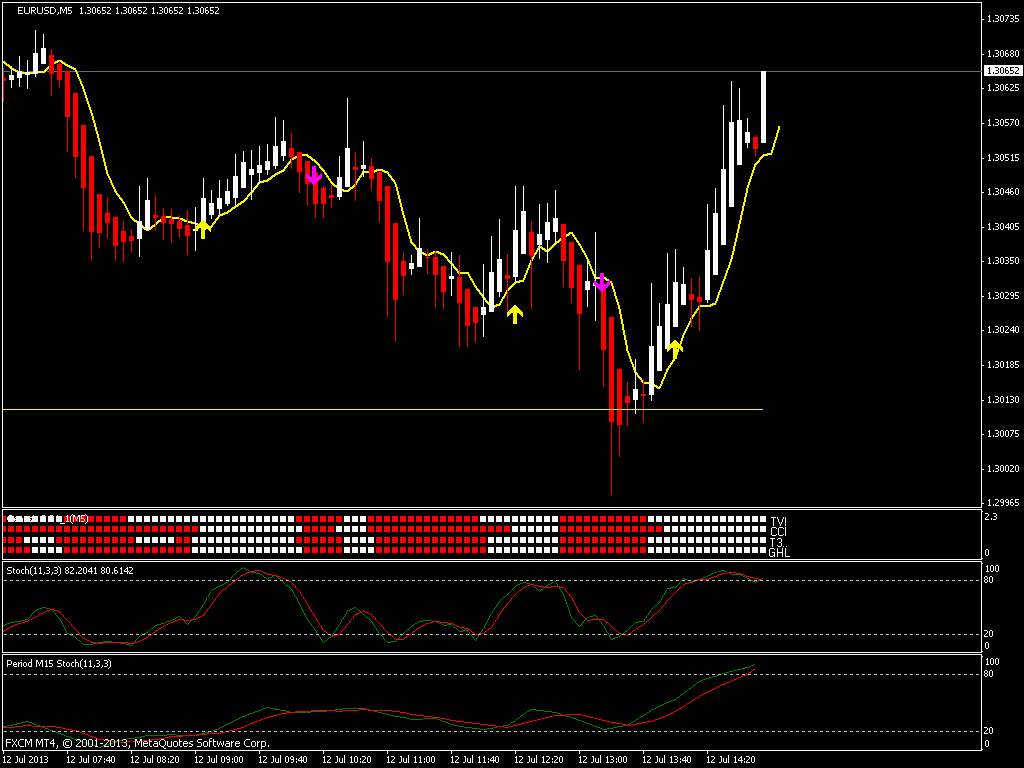 EURUSD,M5 1.30652 1.30652 1.30652 1.30652
1.30735
1.30680
1.30652
1.30625
1.30570
1.30515
1.30460
1.30405
1.30350
1.30295
1.30240
1.30185
1.30130
1.30075
1.30020
1.29965
_1(M5)
2.3
TVI
CCI
T3..
GHL
0
Stoch(11,3,3) 82.2041 80.6142
100
80
20
0
Period M15 Stoch(11,3,3)
100
80
20
0
FXCM MT4, © 2001-2013, MetaQuotes Software Corp.
12 Jul 2013 12 Jul 07:40 12 Jul 08:20 12 Jul 09:00 12 Jul 09:40 12 Jul 10:20 12 Jul 11:00 12 Jul 11:40 12 Jul 12:20 12 Jul 13:00 12 Jul 13:40 12 Jul 14:20